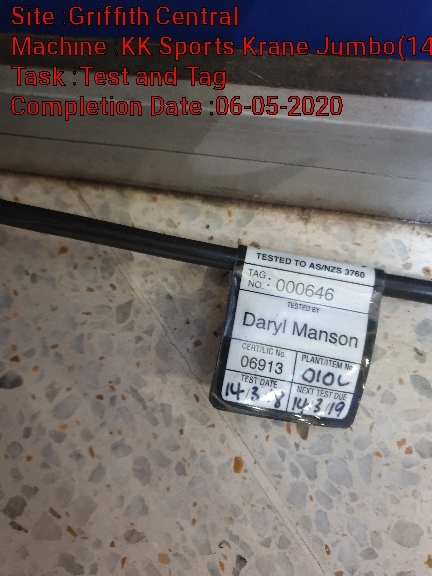 Site :Griffith Central
Machine :KK Sports Krane Jumbo(14
Task :Test and Tag
Completion Date :06-05-2020
TESTED TO AS/NZS 3760
TAG NO.: 000646
TESTED BY
Daryl Manson
CERT/LIC No. PLANT/ITEM No.
06913 010C
TEST DATE NEXT TEST DUE
14/3/18 14/3/19